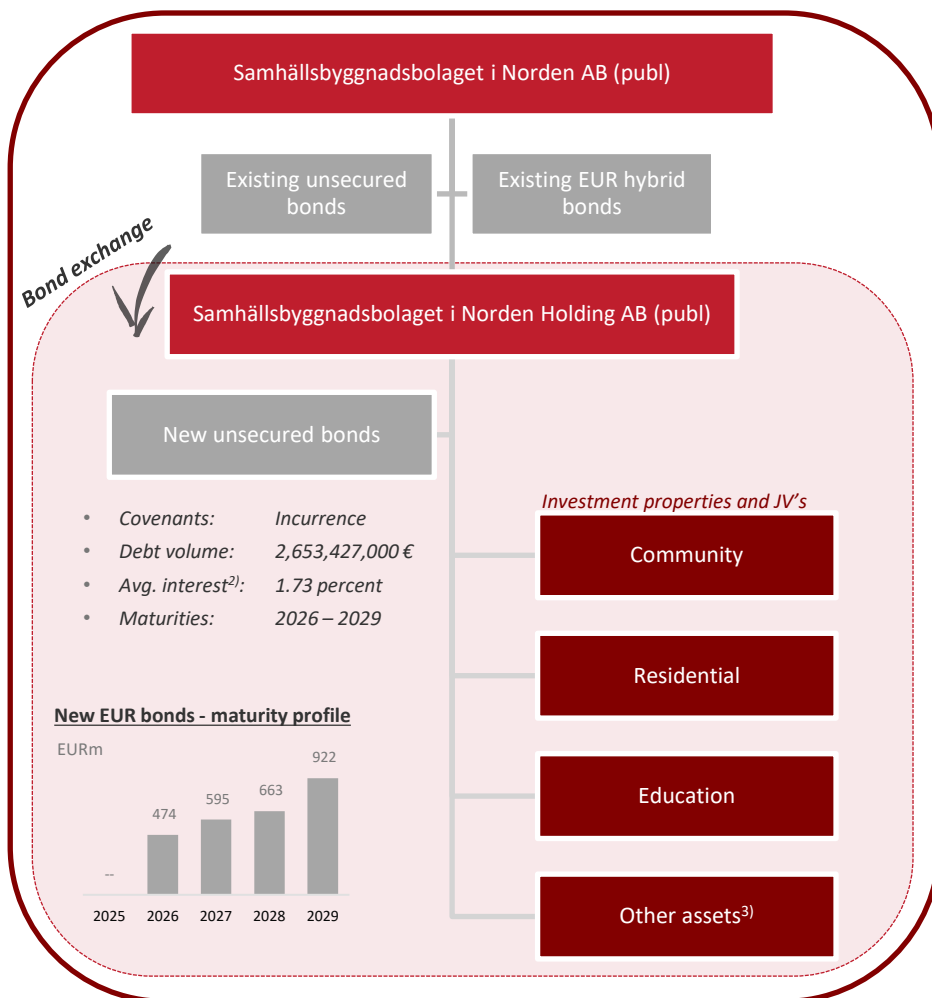 Samhällsbyggnadsbolaget i Norden AB (publ)
Existing unsecured
bonds
Existing EUR hybrid
bonds
Bond exchange
Samhällsbyggnadsbolaget i Norden Holding AB (publ)
New unsecured bonds
• Covenants: Incurrence
• Debt volume: 2,653,427,000 €
• Avg. interest2): 1.73 percent
• Maturities: 2026 – 2029
Investment properties and JV's
Community
Residential
Education
Other assets3)
New EUR bonds - maturity profile
EURm
-- 474 595 663 922
2025 2026 2027 2028 2029